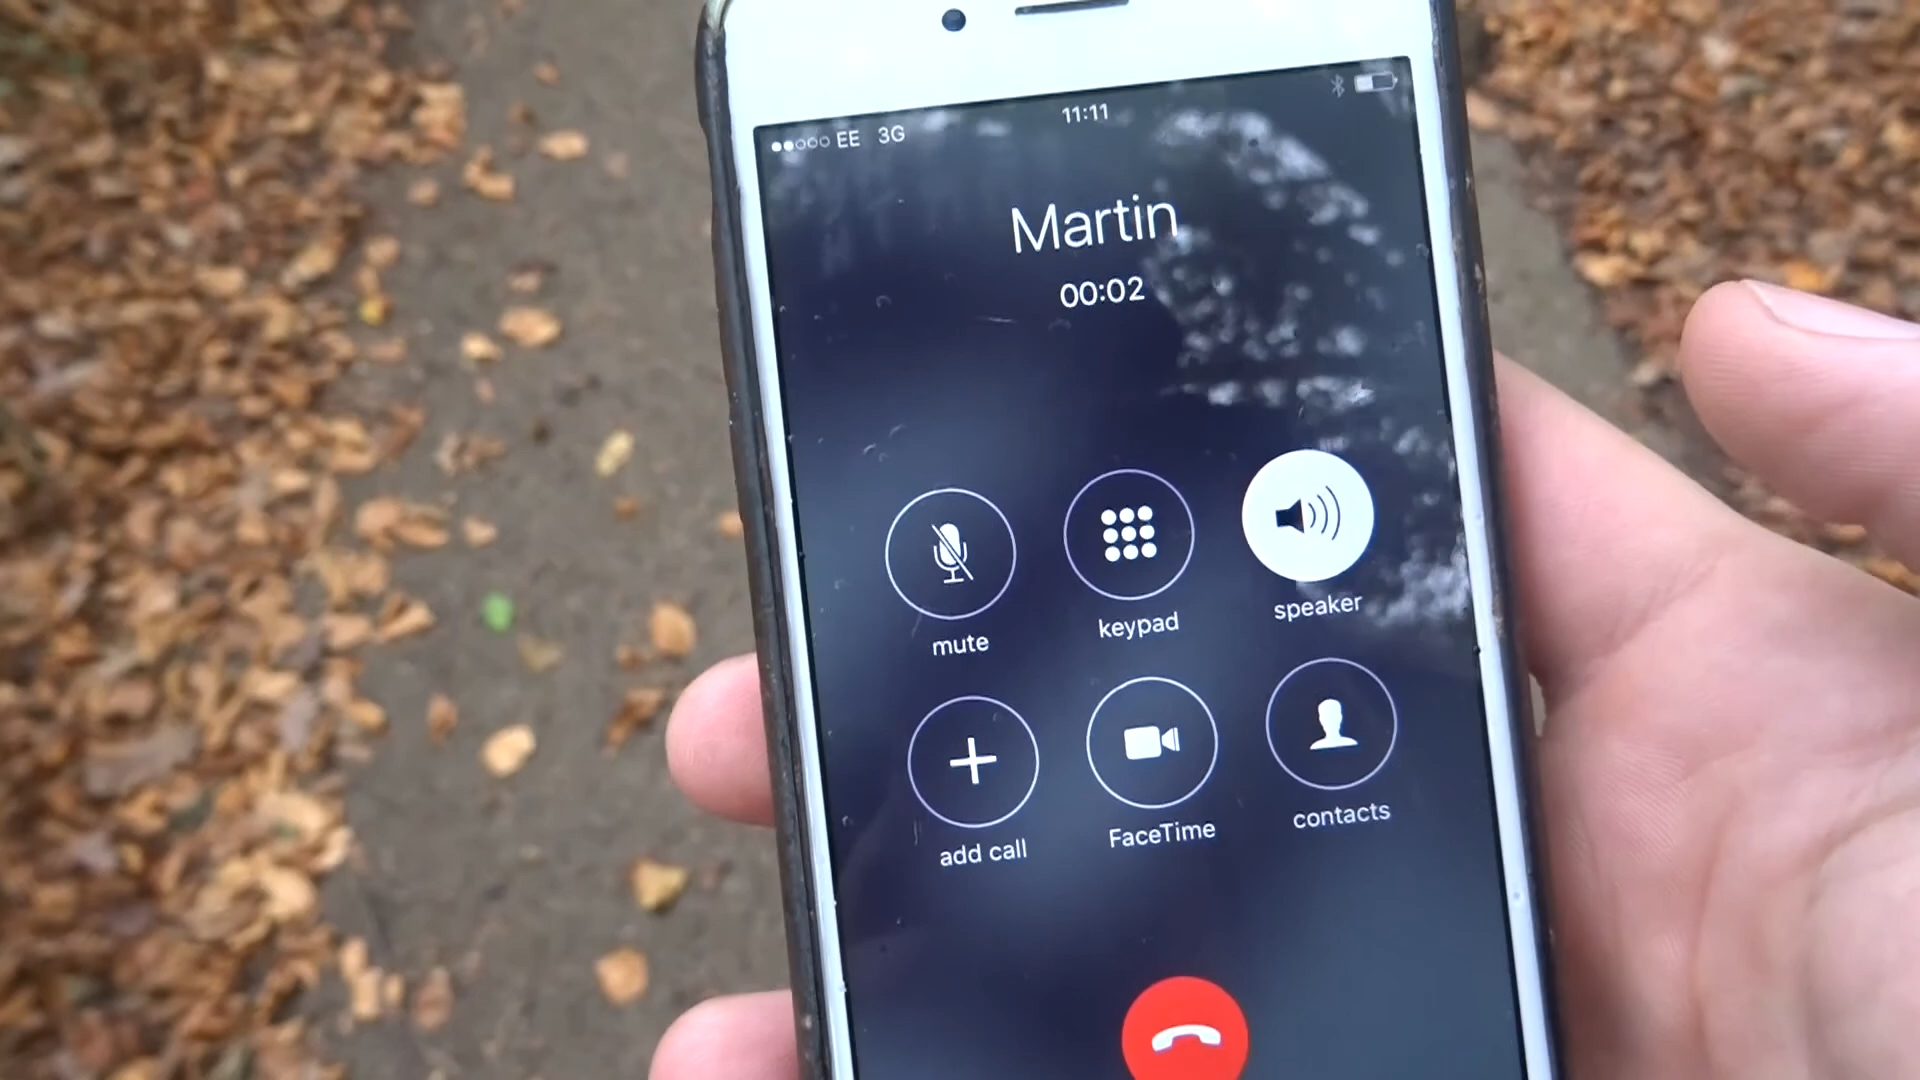 EE 3G 11:11
Martin
00:02
mute keypad speaker
add call FaceTime contacts